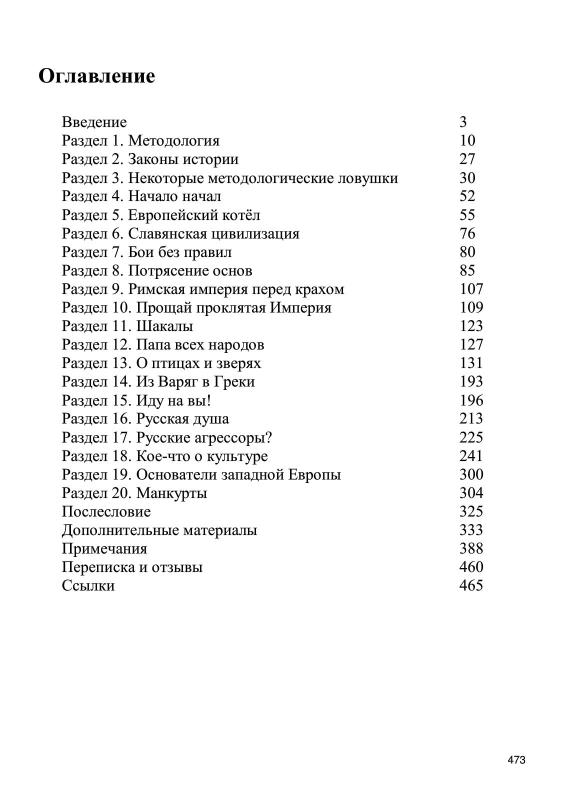 Оглавление
Введение 3
Раздел 1. Методология 10
Раздел 2. Законы истории 27
Раздел 3. Некоторые методологические ловушки 30
Раздел 4. Начало начал 52
Раздел 5. Европейский котёл 55
Раздел 6. Славянская цивилизация 76
Раздел 7. Бои без правил 80
Раздел 8. Потрясение основ 85
Раздел 9. Римская империя перед крахом 107
Раздел 10. Прощай проклятая Империя 109
Раздел 11. Шакалы 123
Раздел 12. Папа всех народов 127
Раздел 13. О птицах и зверях 131
Раздел 14. Из Варяг в Греки 193
Раздел 15. Иду на вы! 196
Раздел 16. Русская душа 213
Раздел 17. Русские агрессоры? 225
Раздел 18. Кое-что о культуре 241
Раздел 19. Основатели западной Европы 300
Раздел 20. Манкурты 304
Послесловие 325
Дополнительные материалы 333
Примечания 388
Переписка и отзывы 460
Ссылки 465
473